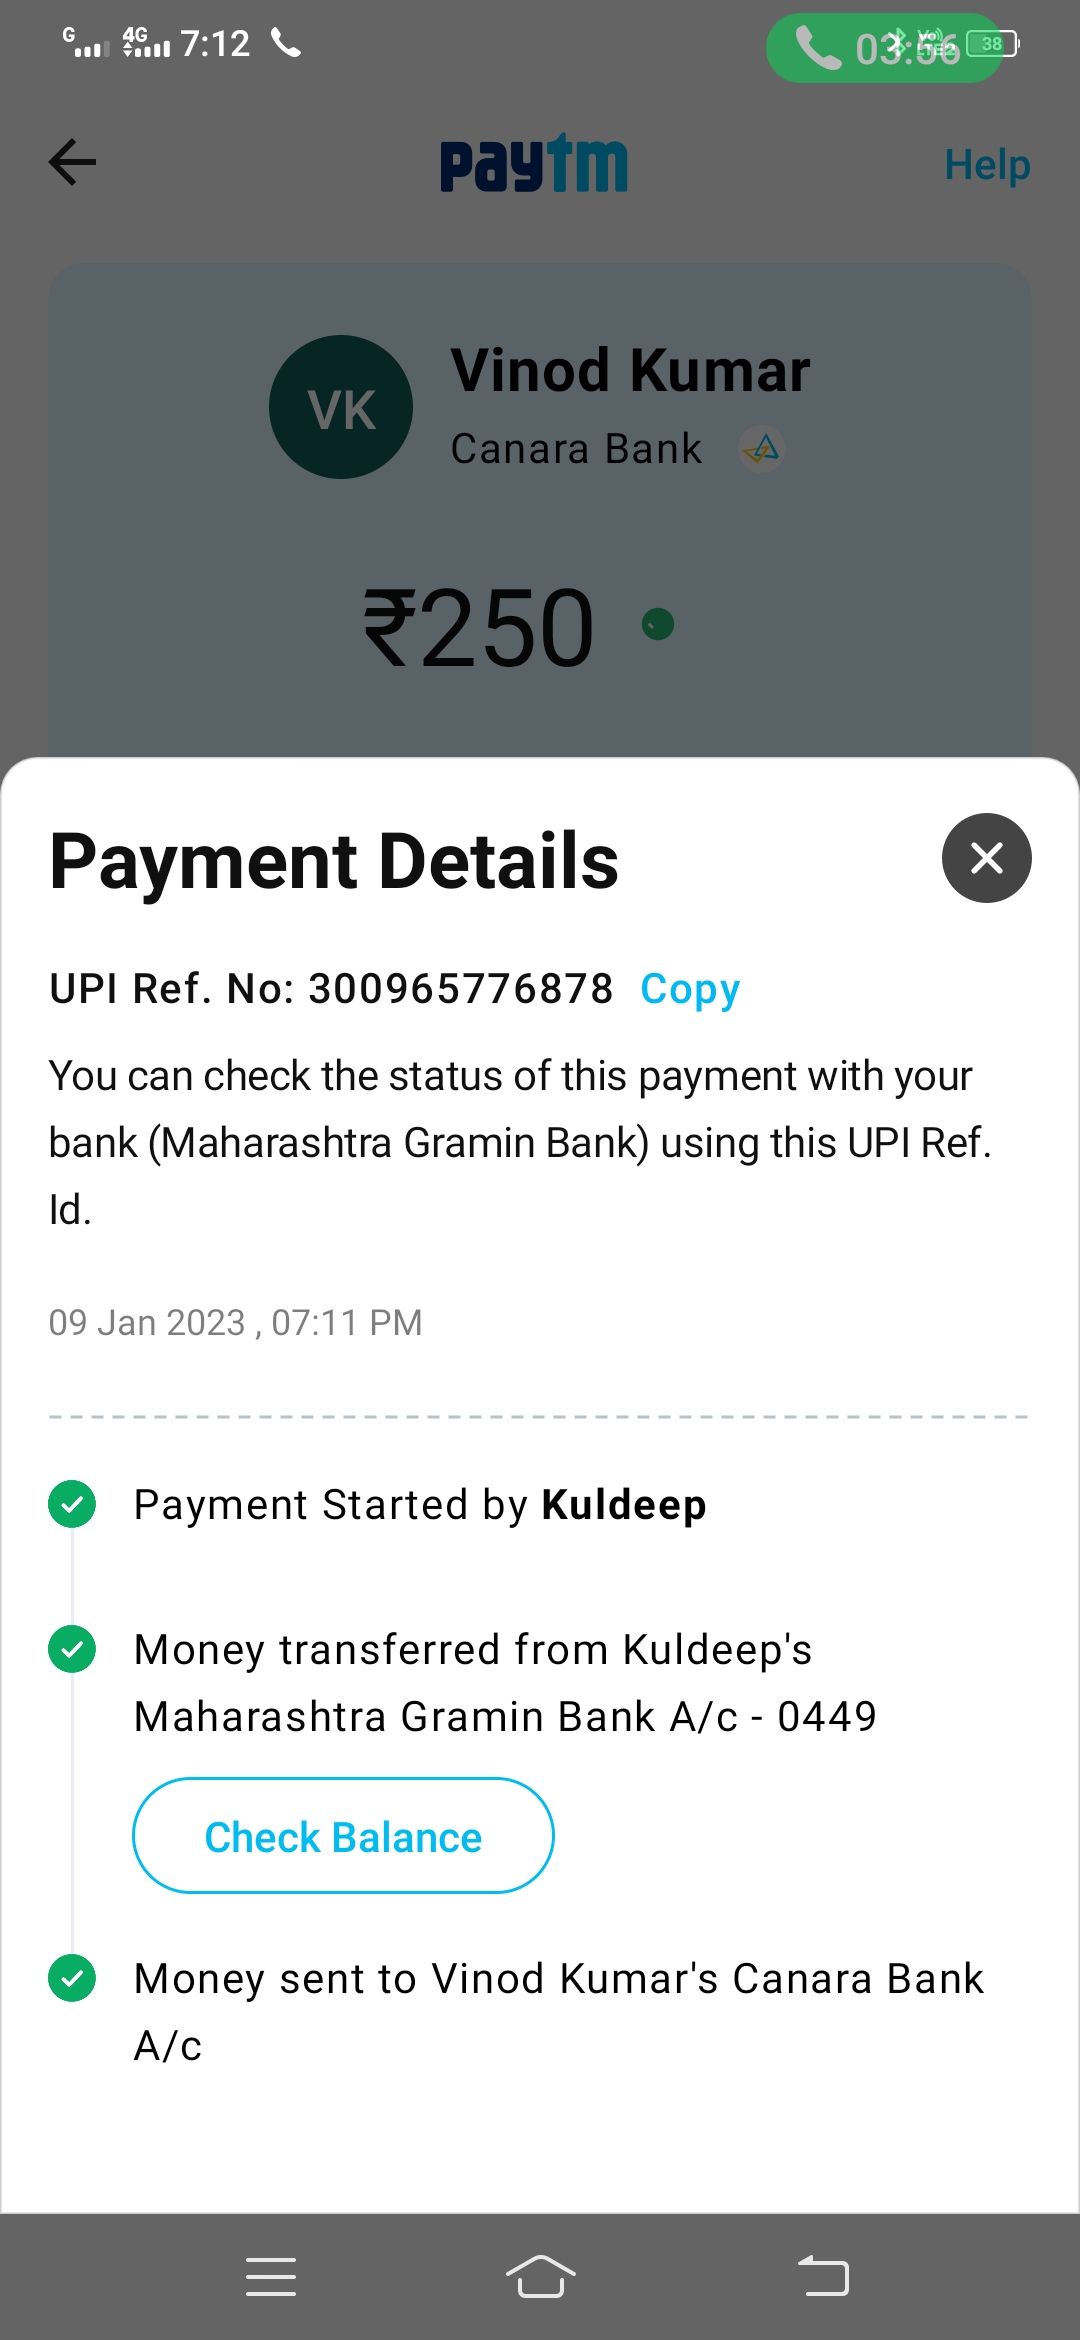 G 4G 7:12 03:56 38
paytm Help
VK
Vinod Kumar
Canara Bank
₹250
Payment Details
UPI Ref. No: 300965776878 Copy
You can check the status of this payment with your
bank (Maharashtra Gramin Bank) using this UPI Ref.
Id.
09 Jan 2023 , 07:11 PM
Payment Started by Kuldeep
Money transferred from Kuldeep's
Maharashtra Gramin Bank A/c - 0449
Check Balance
Money sent to Vinod Kumar's Canara Bank
A/c